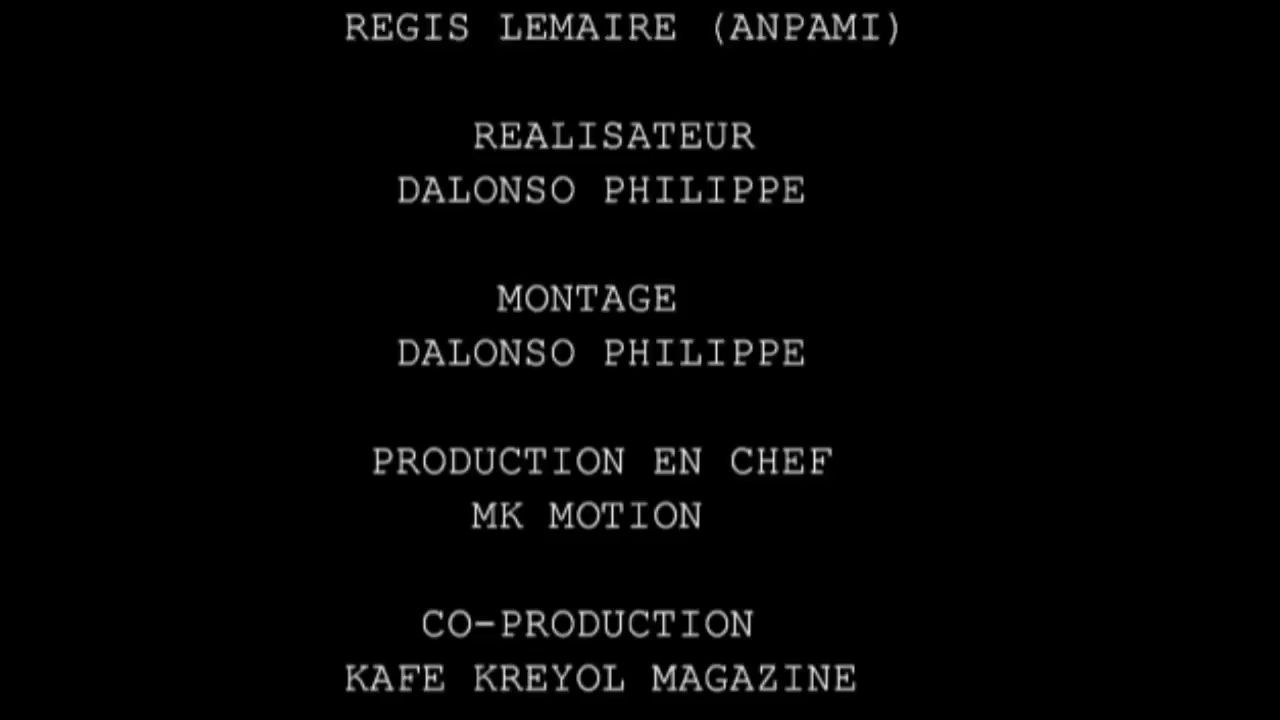 REGIS LEMAIRE (ANPAMI)
REALISATEUR
DALONSO PHILIPPE
MONTAGE
DALONSO PHILIPPE
PRODUCTION EN CHEF
MK MOTION
CO-PRODUCTION
KAFE KREYOL MAGAZINE